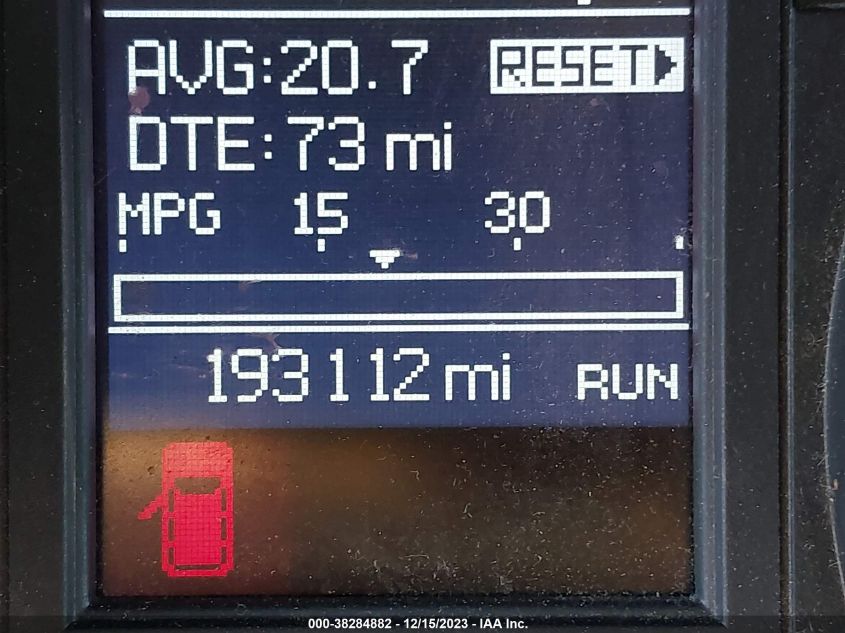 AVG:20.7 RESET
DTE:73 mi
MPG 15 30
193112 mi RUN
000-38284882 - 12/15/2023 - IAA Inc.